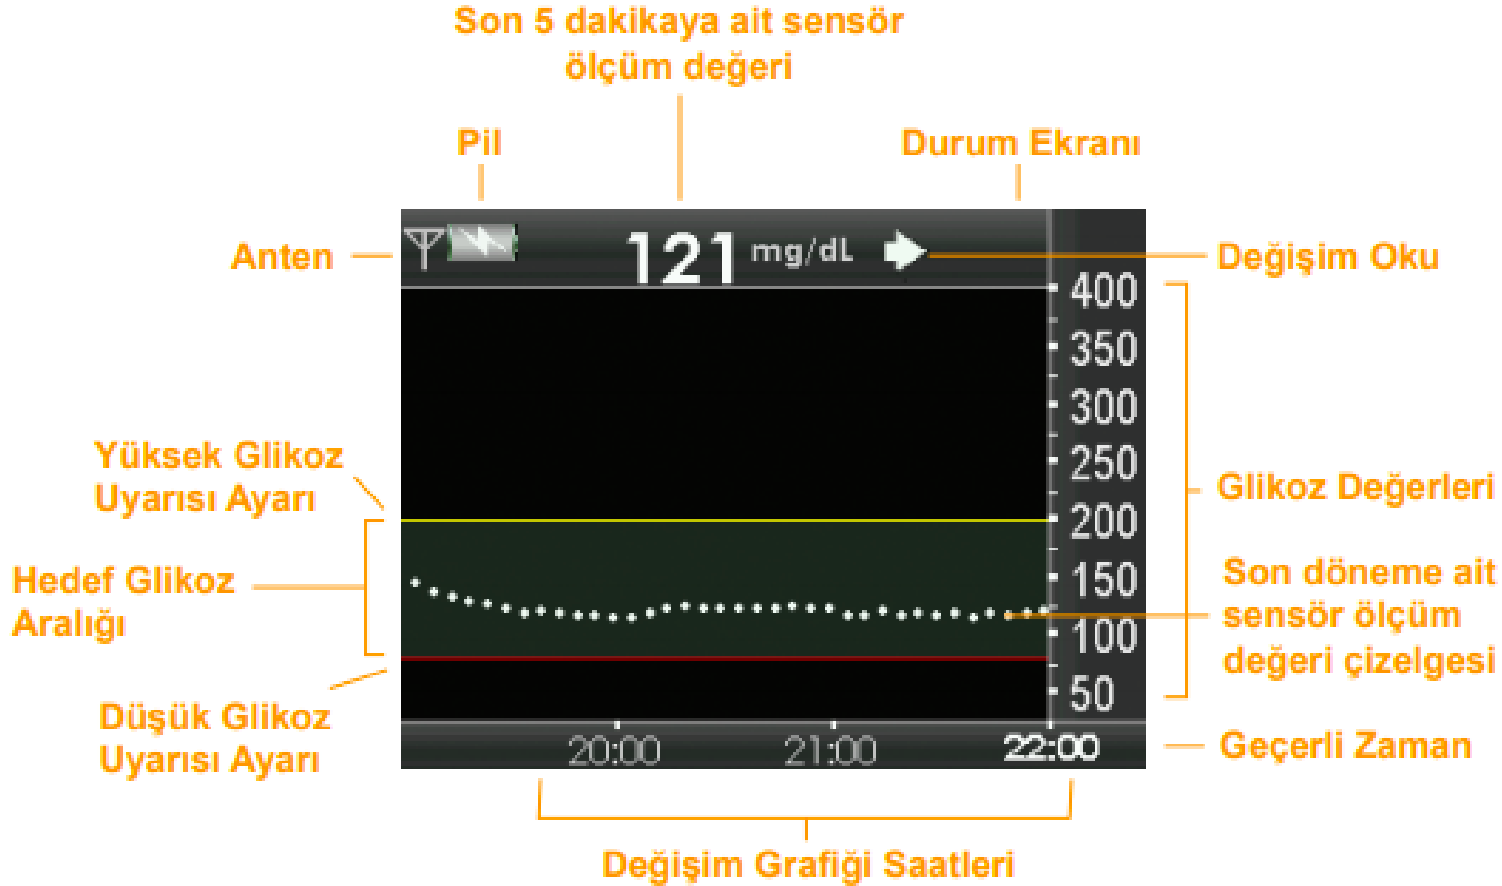 Son 5 dakikaya ait sensör
ölçüm değeri
Pil
Durum Ekranı
Anten
121 mg/dL
Değişim Oku
400
350
300
250
200
150
100
50
Yüksek Glikoz
Uyarısı Ayarı
Glikoz Değerleri
Hedef Glikoz
Aralığı
Son döneme ait
sensör ölçüm
değeri çizelgesi
Düşük Glikoz
Uyarısı Ayarı
20:00 21:00 22:00
Geçerli Zaman
Değişim Grafiği Saatleri